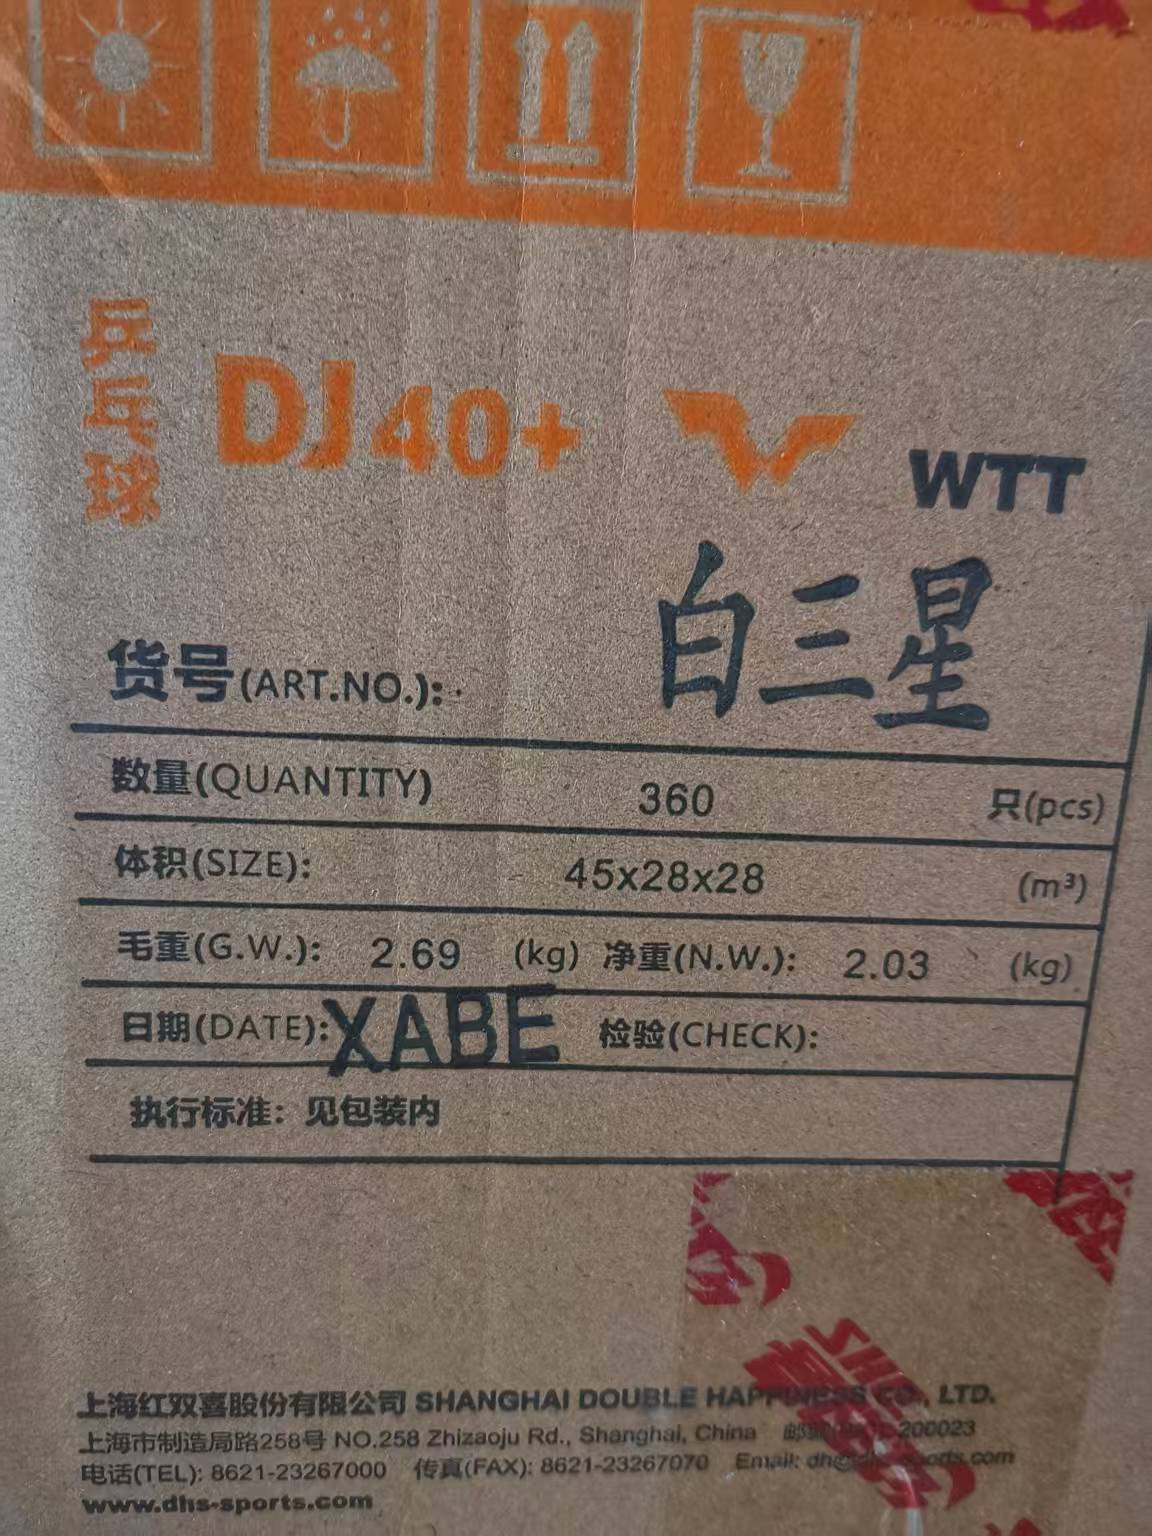 乒乓球
DJ40+ WTT
白三星
货号(ART.NO.):
数量(QUANTITY) 360 只(pcs)
体积(SIZE): 45x28x28 (m³)
毛重(G.W.): 2.69 (kg) 净重(N.W.): 2.03 (kg)
日期(DATE): XABE 检验(CHECK):
执行标准：见包装内
上海红双喜股份有限公司 SHANGHAI DOUBLE HAPPINESS CO., LTD.
上海市制造局路258号 NO.258 Zhizaoju Rd., Shanghai, China 200023
电话(TEL): 8621-23267000 传真(FAX): 8621-23267070 Email:
www.dhs-sports.com